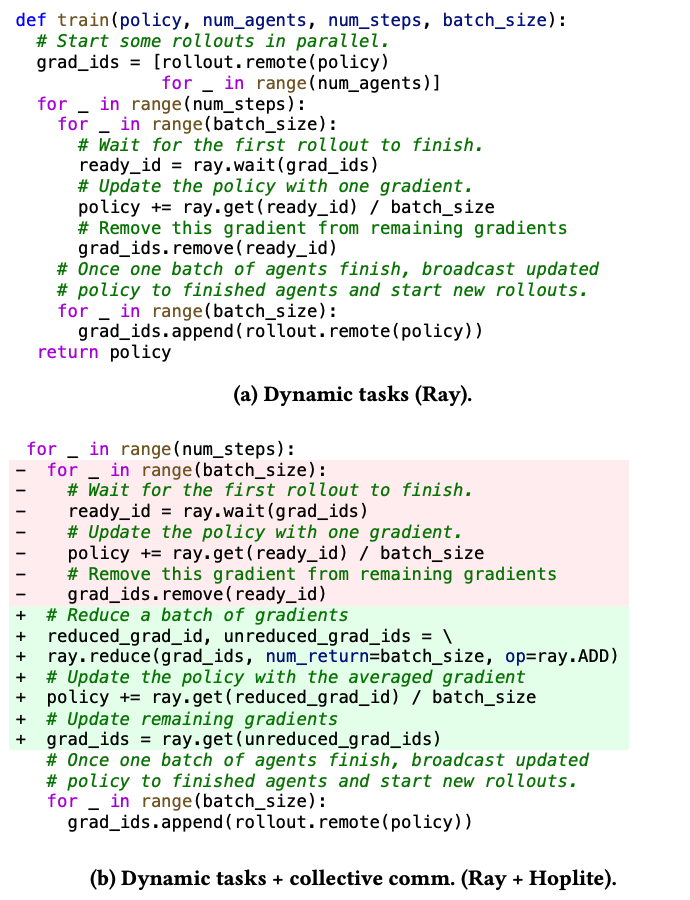 def train(policy, num_agents, num_steps, batch_size):
  # Start some rollouts in parallel.
  grad_ids = [rollout.remote(policy)
              for _ in range(num_agents)]
  for _ in range(num_steps):
    for _ in range(batch_size):
      # Wait for the first rollout to finish.
      ready_id = ray.wait(grad_ids)
      # Update the policy with one gradient.
      policy += ray.get(ready_id) / batch_size
      # Remove this gradient from remaining gradients
      grad_ids.remove(ready_id)
    # Once one batch of agents finish, broadcast updated
    # policy to finished agents and start new rollouts.
    for _ in range(batch_size):
      grad_ids.append(rollout.remote(policy))
  return policy
(a) Dynamic tasks (Ray).
 for _ in range(num_steps):
-  for _ in range(batch_size):
-    # Wait for the first rollout to finish.
-    ready_id = ray.wait(grad_ids)
-    # Update the policy with one gradient.
-    policy += ray.get(ready_id) / batch_size
-    # Remove this gradient from remaining gradients
-    grad_ids.remove(ready_id)
+  # Reduce a batch of gradients
+  reduced_grad_id, unreduced_grad_ids = \
+  ray.reduce(grad_ids, num_return=batch_size, op=ray.ADD)
+  # Update the policy with the averaged gradient
+  policy += ray.get(reduced_grad_id) / batch_size
+  # Update remaining gradients
+  grad_ids = ray.get(unreduced_grad_ids)
   # Once one batch of agents finish, broadcast updated
   # policy to finished agents and start new rollouts.
   for _ in range(batch_size):
     grad_ids.append(rollout.remote(policy))
(b) Dynamic tasks + collective comm. (Ray + Hoplite).